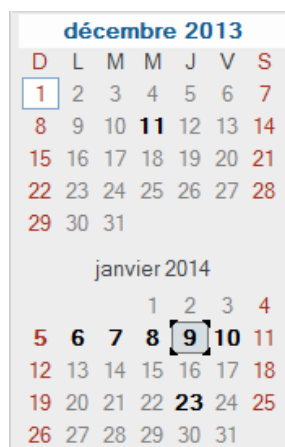 décembre 2013
D L M M J V S
1 2 3 4 5 6 7
8 9 10 11 12 13 14
15 16 17 18 19 20 21
22 23 24 25 26 27 28
29 30 31
janvier 2014
1 2 3 4
5 6 7 8 9 10 11
12 13 14 15 16 17 18
19 20 21 22 23 24 25
26 27 28 29 30 31